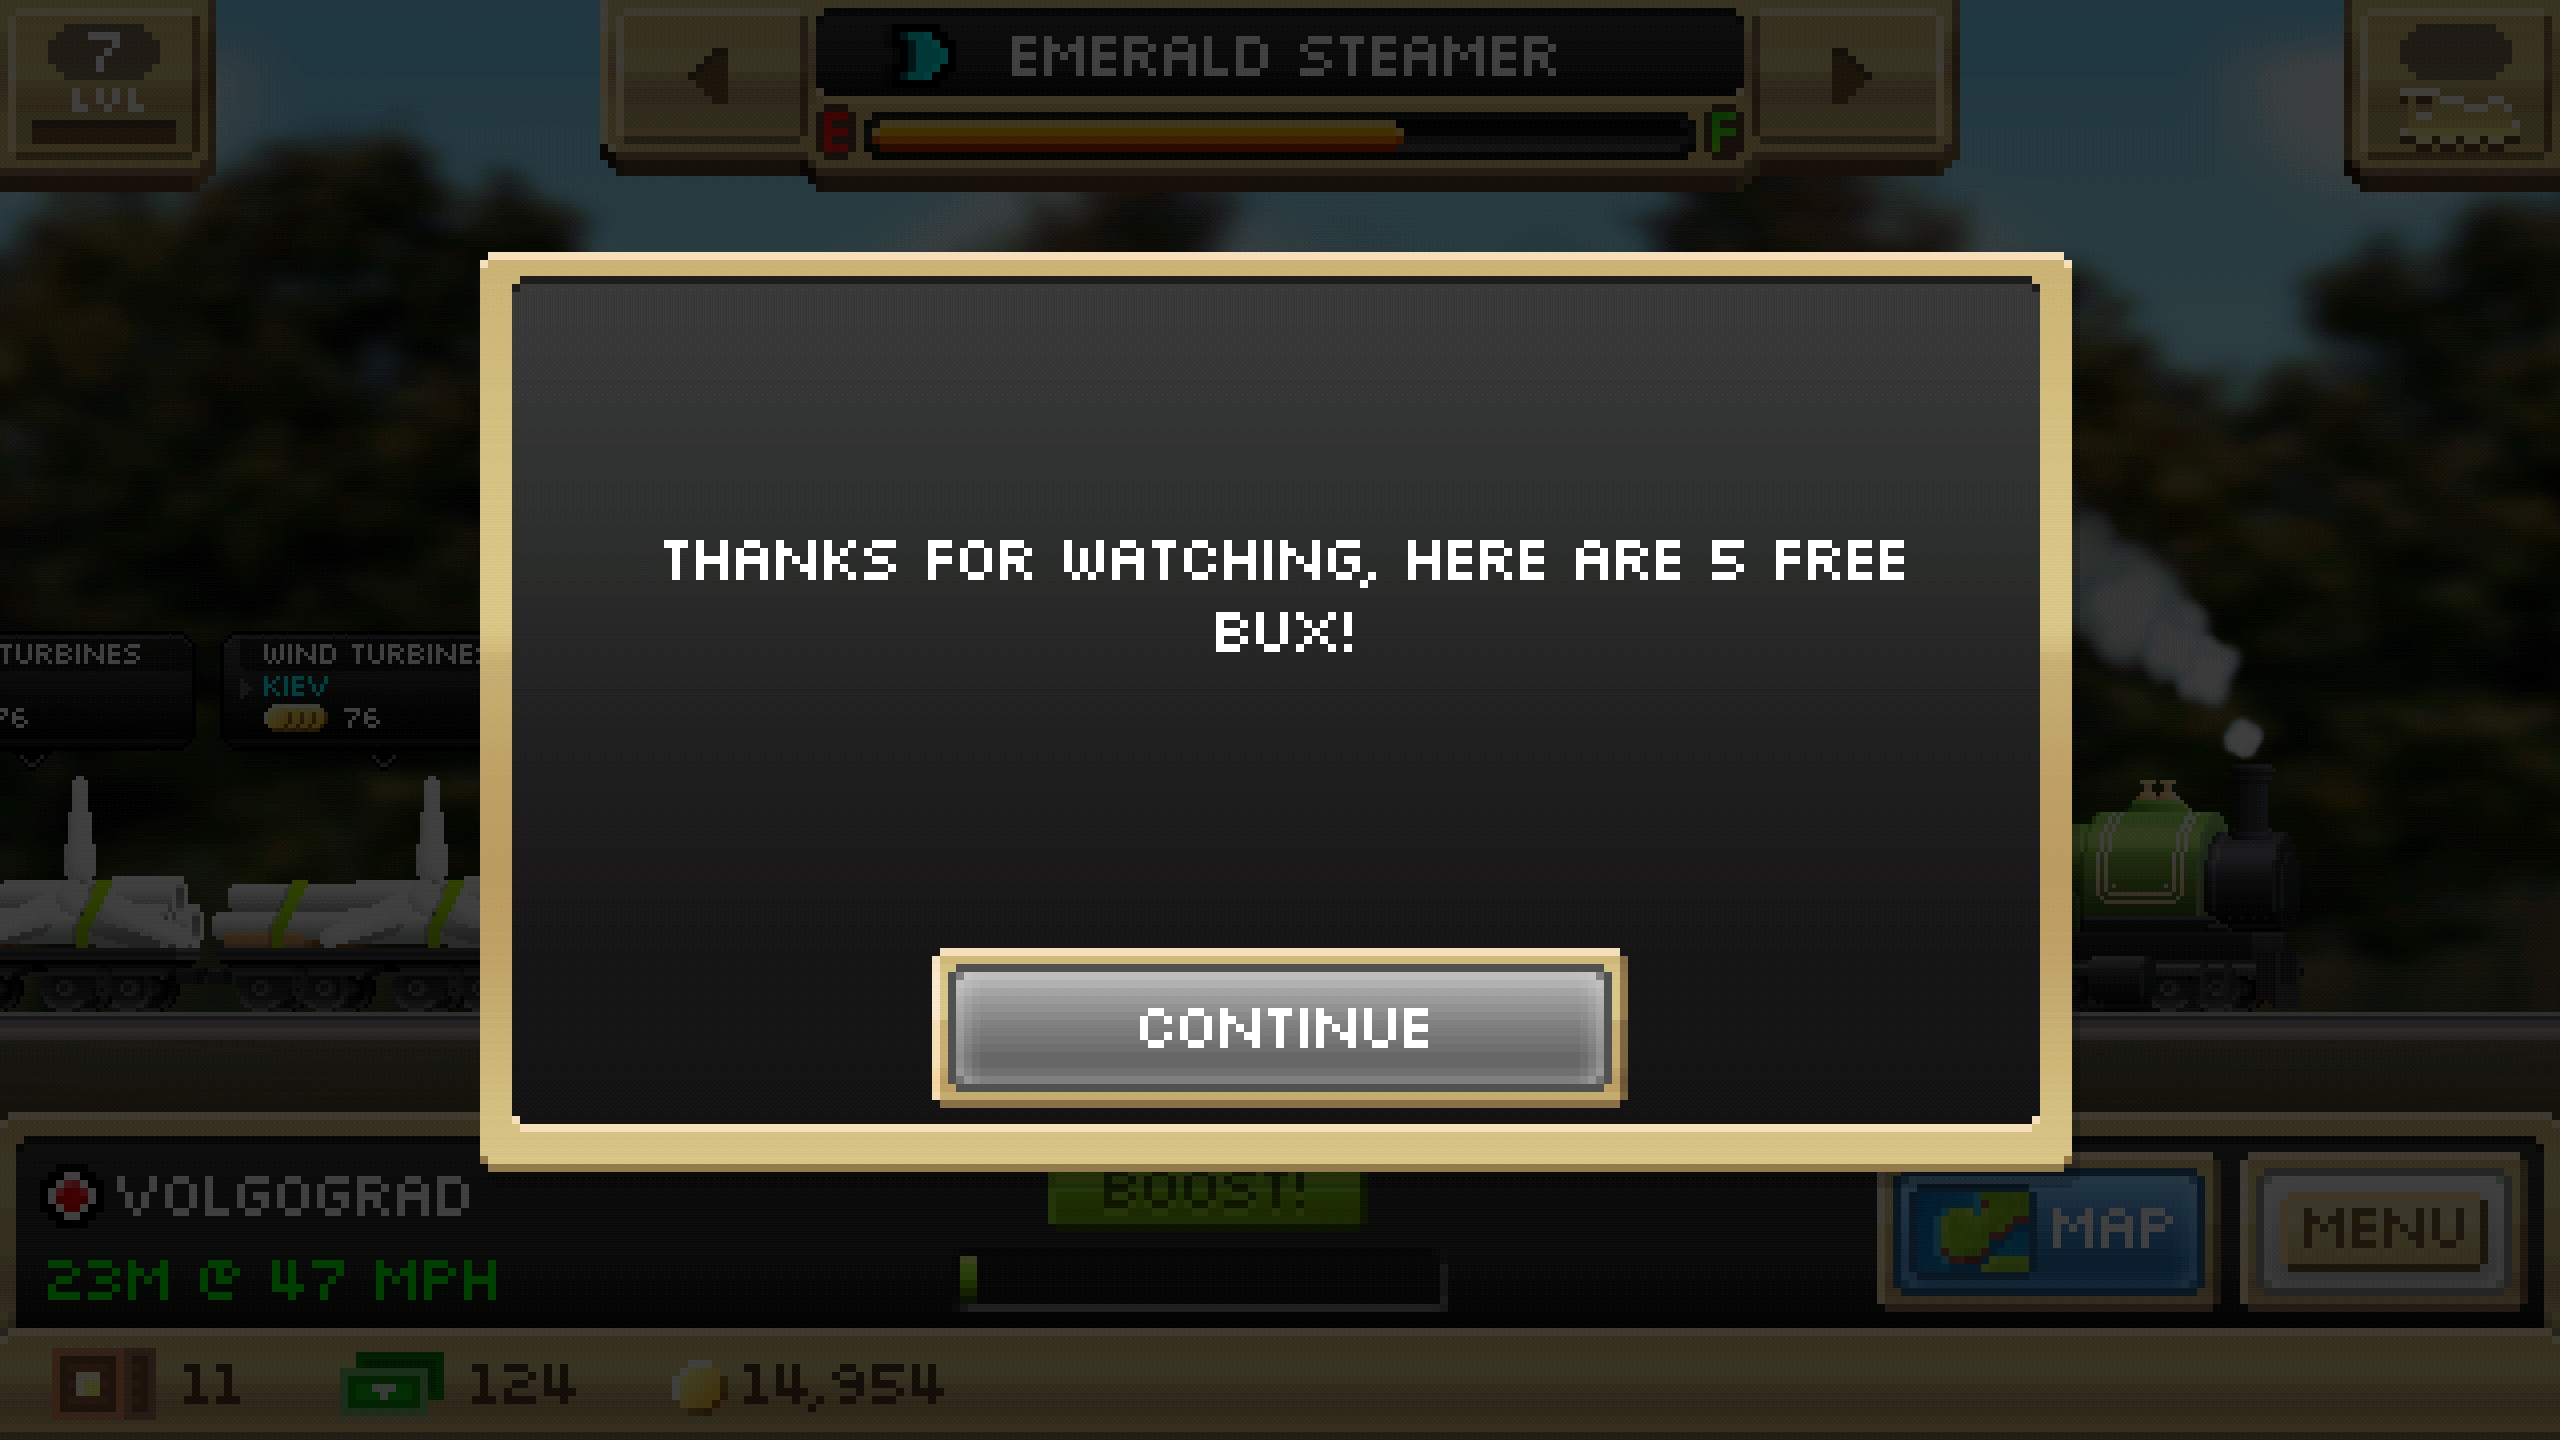 7
LVL
EMERALD STEAMER
E
F
THANKS FOR WATCHING, HERE ARE 5 FREE
BUX!
TURBINES
76
WIND TURBINES
KIEV
76
CONTINUE
VOLGOGRAD
23M @ 47 MPH
BOOST!
MAP
MENU
11
124
14,954